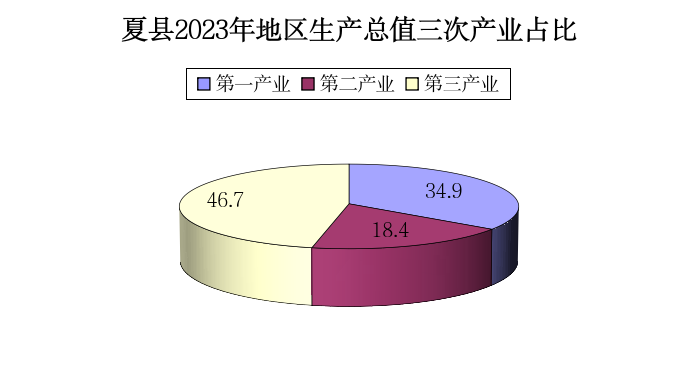 夏县2023年地区生产总值三次产业占比
第一产业 第二产业 第三产业
46.7 34.9
18.4